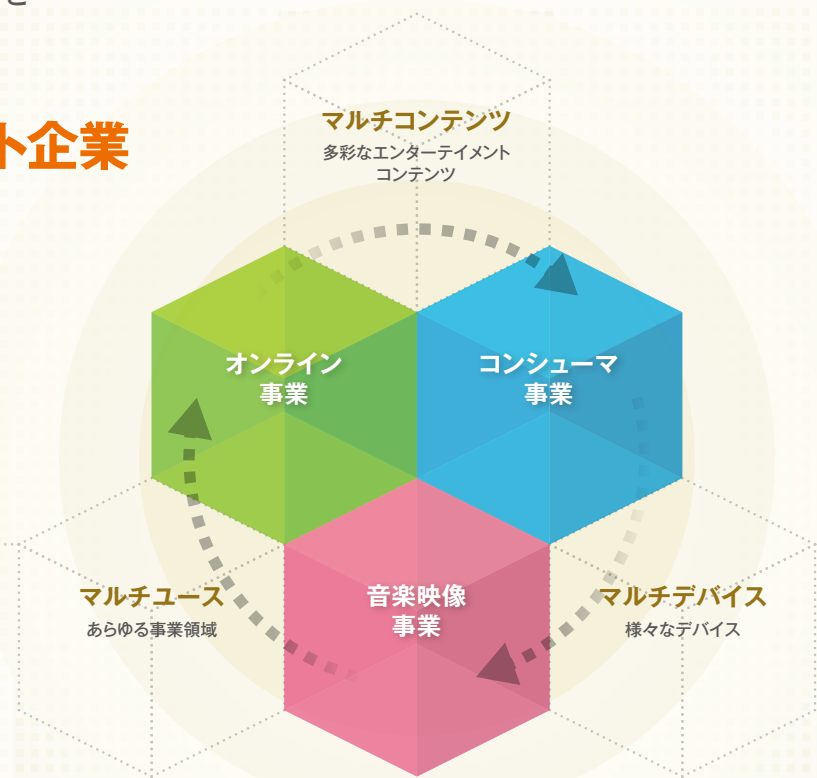 と
ト企業
マルチコンテンツ
多彩なエンターテイメント
コンテンツ
オンライン
事業
コンシューマ
事業
マルチユース
あらゆる事業領域
音楽映像
事業
マルチデバイス
様々なデバイス